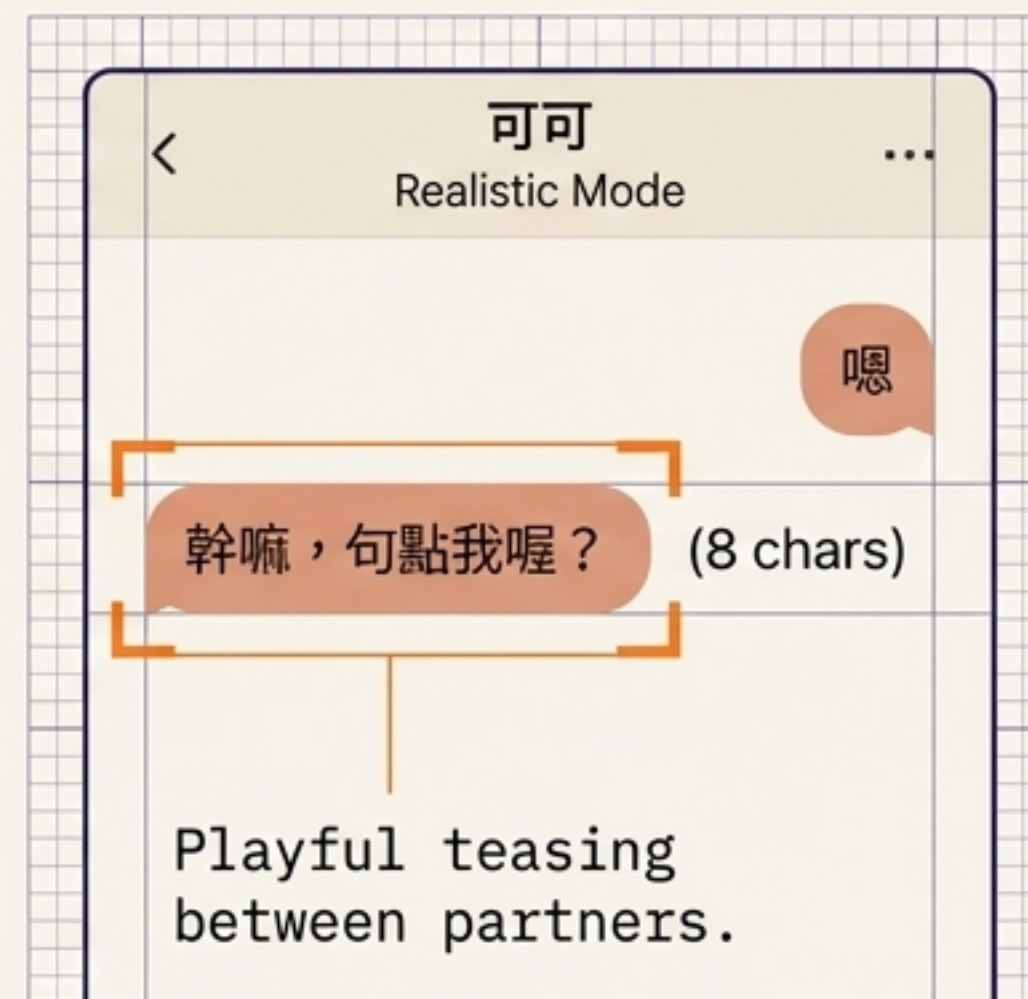 可可
Realistic Mode
嗯
幹嘛，句點我喔？ (8 chars)
Playful teasing
between partners.